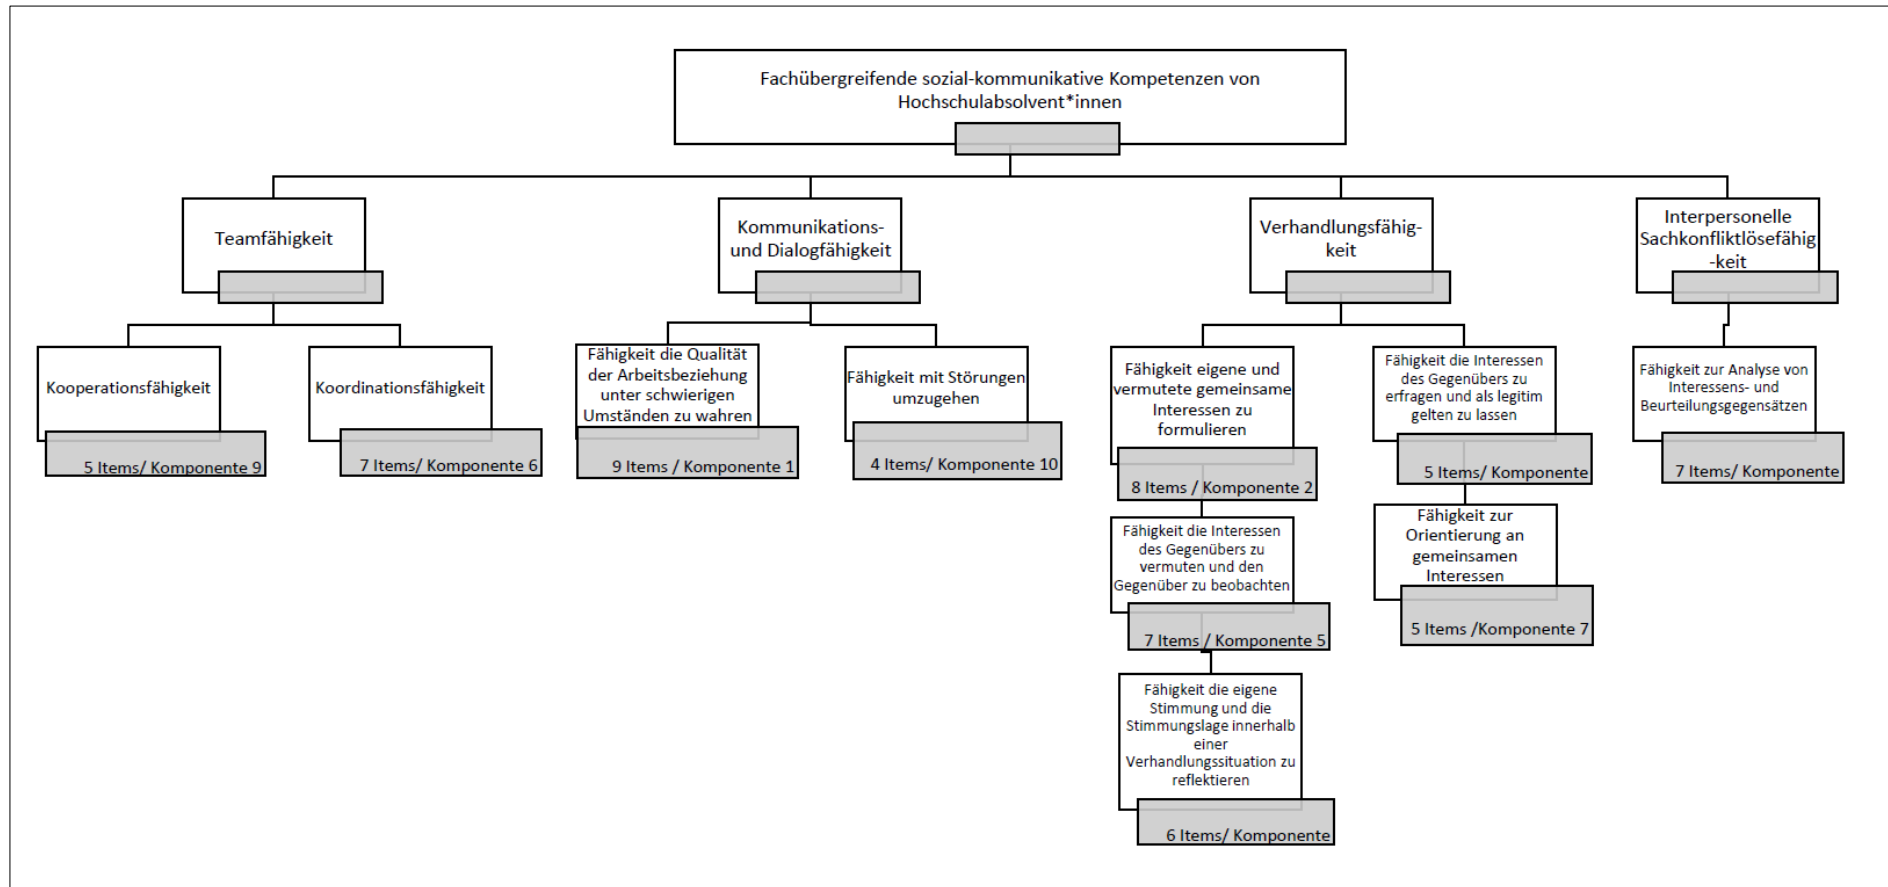 Fachübergreifende sozial-kommunikative Kompetenzen von
Hochschulabsolvent*innen
Teamfähigkeit
Kommunikations-
und Dialogfähigkeit
Verhandlungsfähig-
keit
Interpersonelle
Sachkonfliktlösefähig
-keit
Kooperationsfähigkeit
5 Items/ Komponente 9
Koordinationsfähigkeit
7 Items/ Komponente 6
Fähigkeit die Qualität
der Arbeitsbeziehung
unter schwierigen
Umständen zu wahren
9 Items / Komponente 1
Fähigkeit mit Störungen
umzugehen
4 Items/ Komponente 10
Fähigkeit eigene und
vermutete gemeinsame
Interessen zu
formulieren
8 Items / Komponente 2
Fähigkeit die Interessen
des Gegenübers zu
erfragen und als legitim
gelten zu lassen
5 Items/ Komponente
Fähigkeit zur Analyse von
Interessens- und
Beurteilungsgegensätzen
7 Items/ Komponente
Fähigkeit die Interessen
des Gegenübers zu
vermuten und den
Gegenüber zu beobachten
7 Items / Komponente 5
Fähigkeit zur
Orientierung an
gemeinsamen
Interessen
5 Items /Komponente 7
Fähigkeit die eigene
Stimmung und die
Stimmungslage innerhalb
einer
Verhandlungssituation zu
reflektieren
6 Items/ Komponente